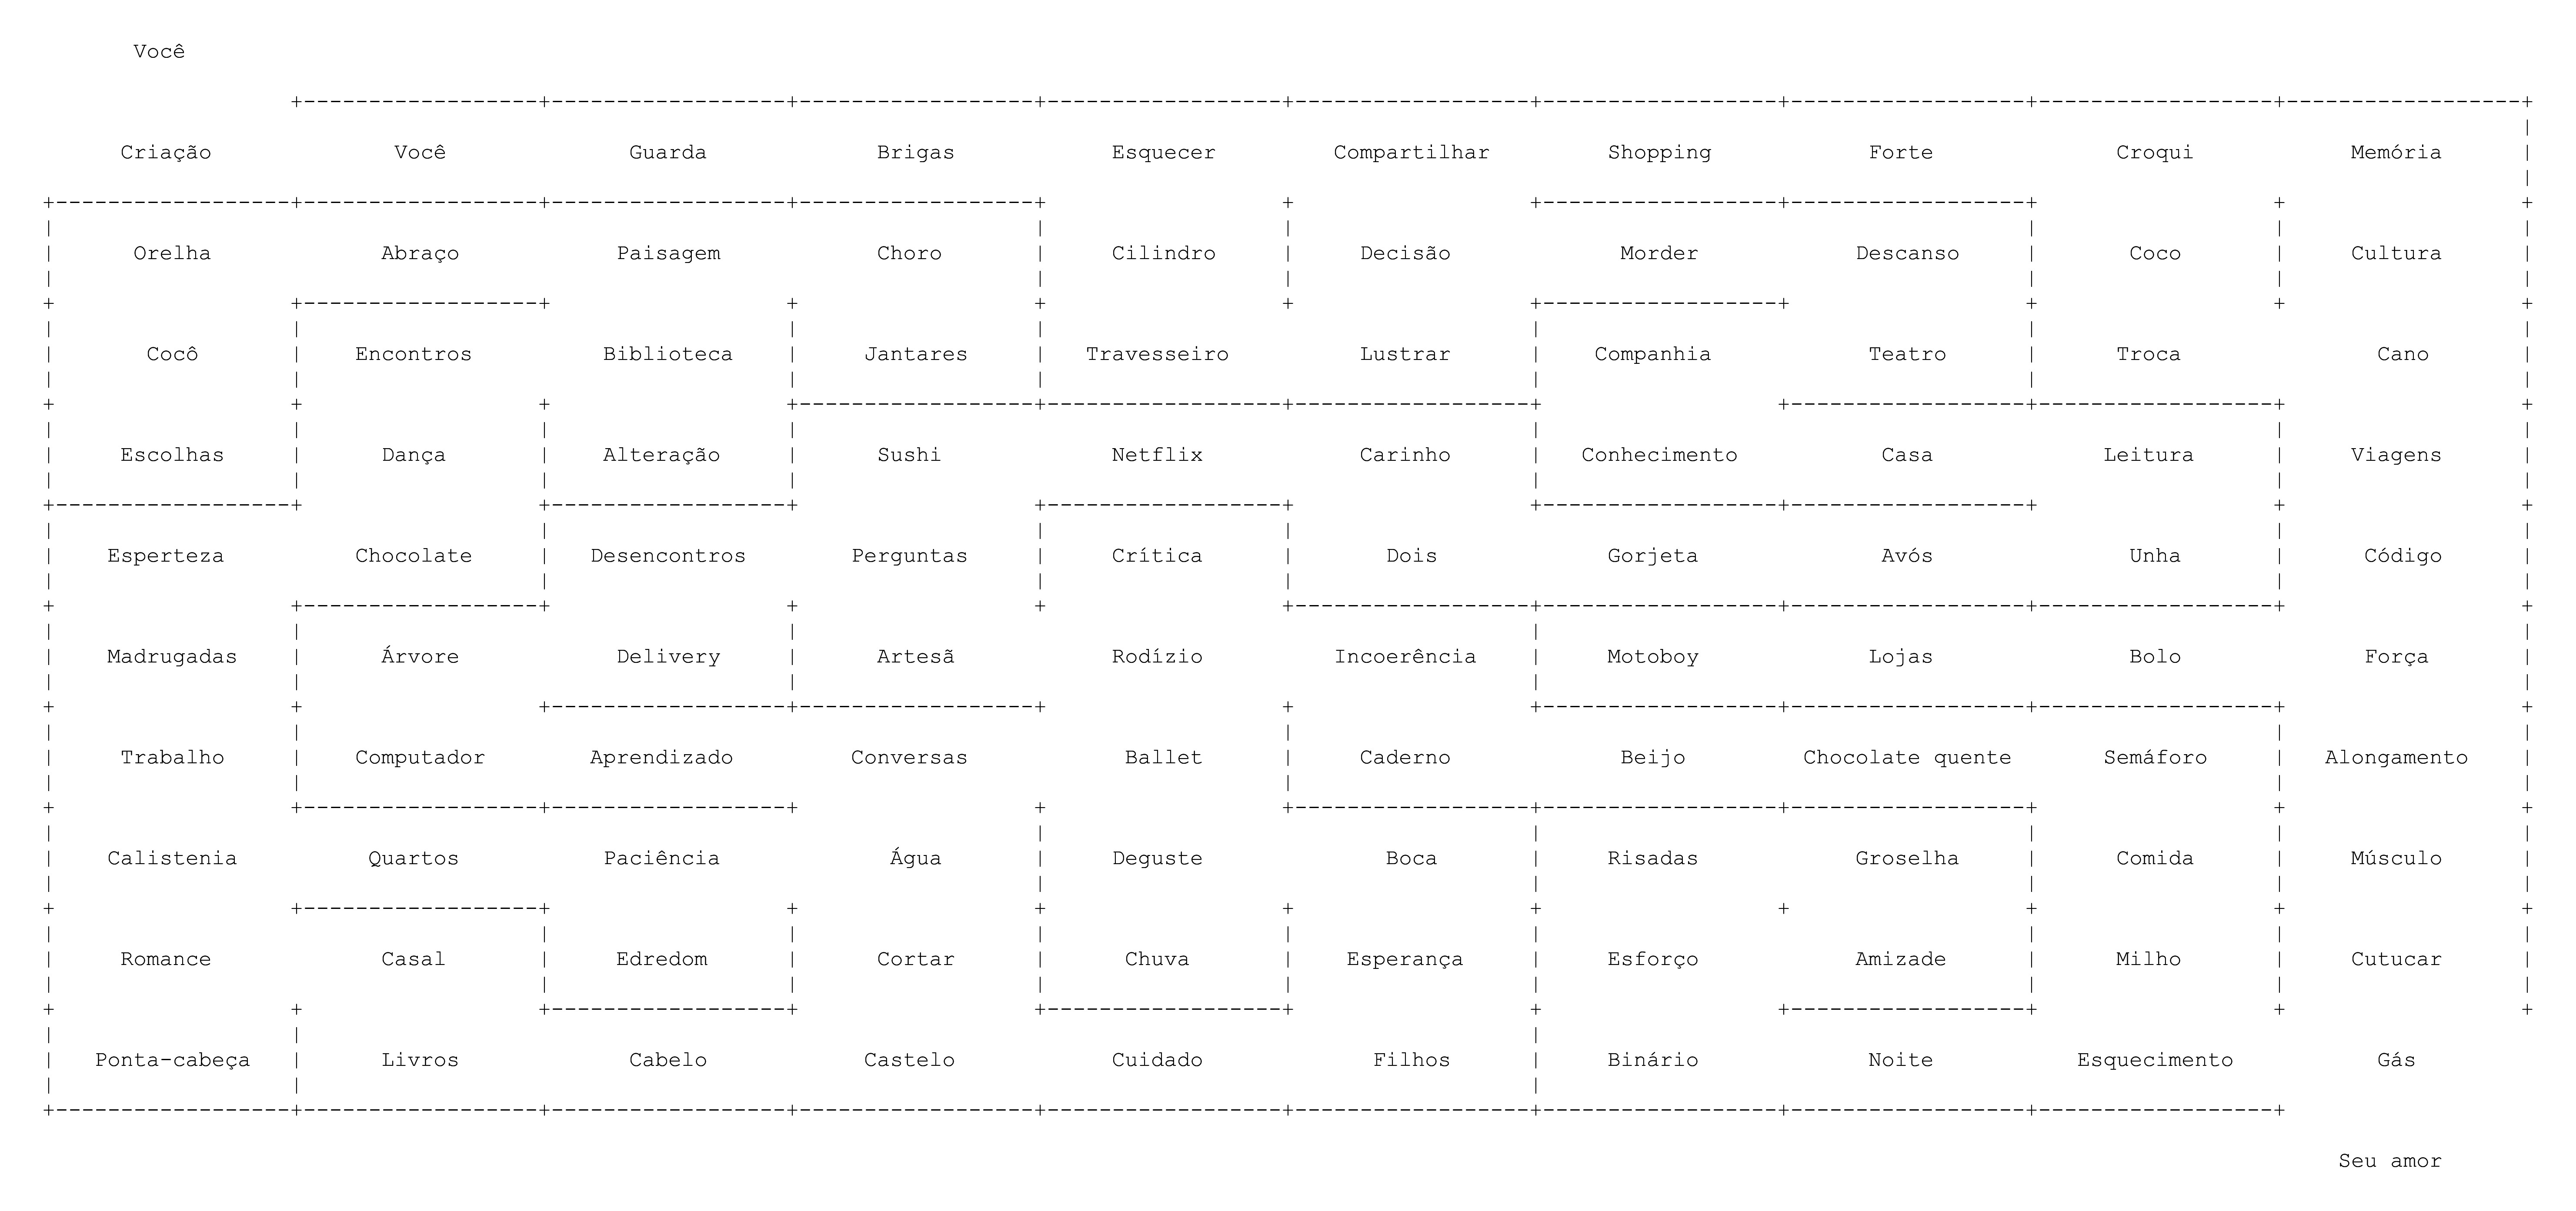 Você
Criação Você Guarda Brigas Esquecer Compartilhar Shopping Forte Croqui Memória
Orelha Abraço Paisagem Choro Cilindro Decisão Morder Descanso Coco Cultura
Cocô Encontros Biblioteca Jantares Travesseiro Lustrar Companhia Teatro Troca Cano
Escolhas Dança Alteração Sushi Netflix Carinho Conhecimento Casa Leitura Viagens
Esperteza Chocolate Desencontros Perguntas Crítica Dois Gorjeta Avós Unha Código
Madrugadas Árvore Delivery Artesã Rodízio Incoerência Motoboy Lojas Bolo Força
Trabalho Computador Aprendizado Conversas Ballet Caderno Beijo Chocolate quente Semáforo Alongamento
Calistenia Quartos Paciência Água Deguste Boca Risadas Groselha Comida Músculo
Romance Casal Edredom Cortar Chuva Esperança Esforço Amizade Milho Cutucar
Ponta-cabeça Livros Cabelo Castelo Cuidado Filhos Binário Noite Esquecimento Gás
Seu amor